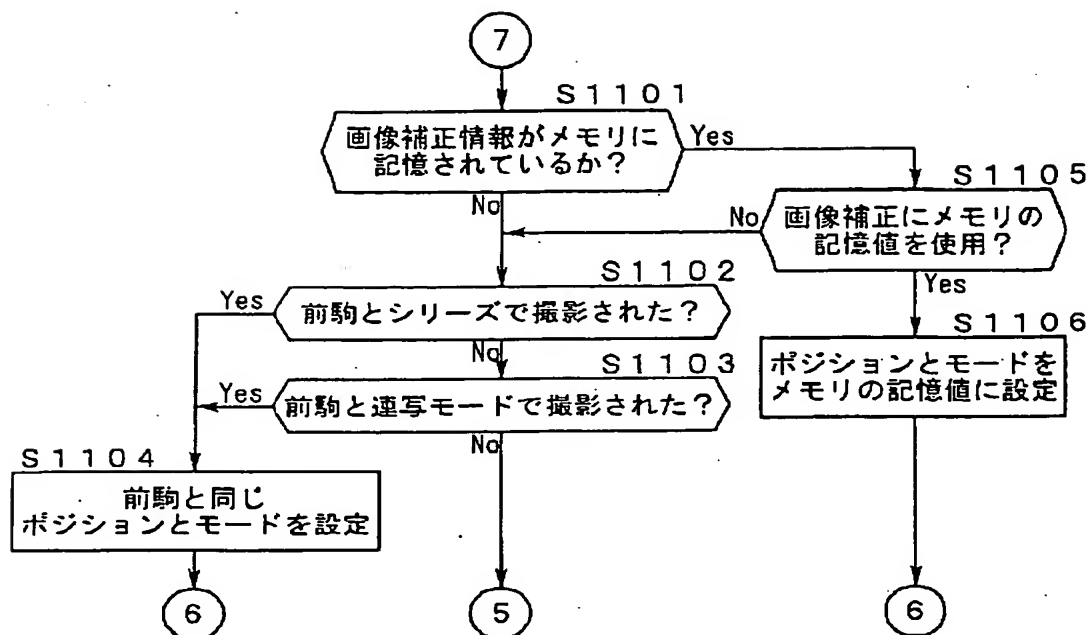 7
S1101
画像補正情報がメモリに
記憶されているか?
Yes
No
S1105
画像補正にメモリの
記憶値を使用?
No
Yes
S1102
前駒とシリーズで撮影された?
Yes
No
S1106
ポジションとモードを
メモリの記憶値に設定
S1103
前駒と連写モードで撮影された?
Yes
No
S1104
前駒と同じ
ポジションとモードを設定
6
5
6